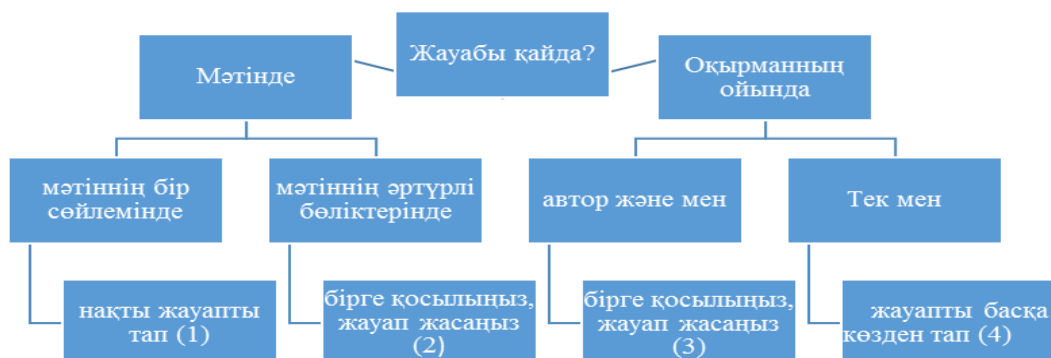 Жауабы қайда?
Мәтінде
Оқырманның
ойында
мәтіннің бір
сөйлемінде
мәтіннің әртүрлі
бөліктерінде
автор және мен
Тек мен
нақты жауапты
тап (1)
бірге қосылыңыз,
жауап жасаңыз
(2)
бірге қосылыңыз,
жауап жасаңыз
(3)
жауапты басқа
көзден тап (4)